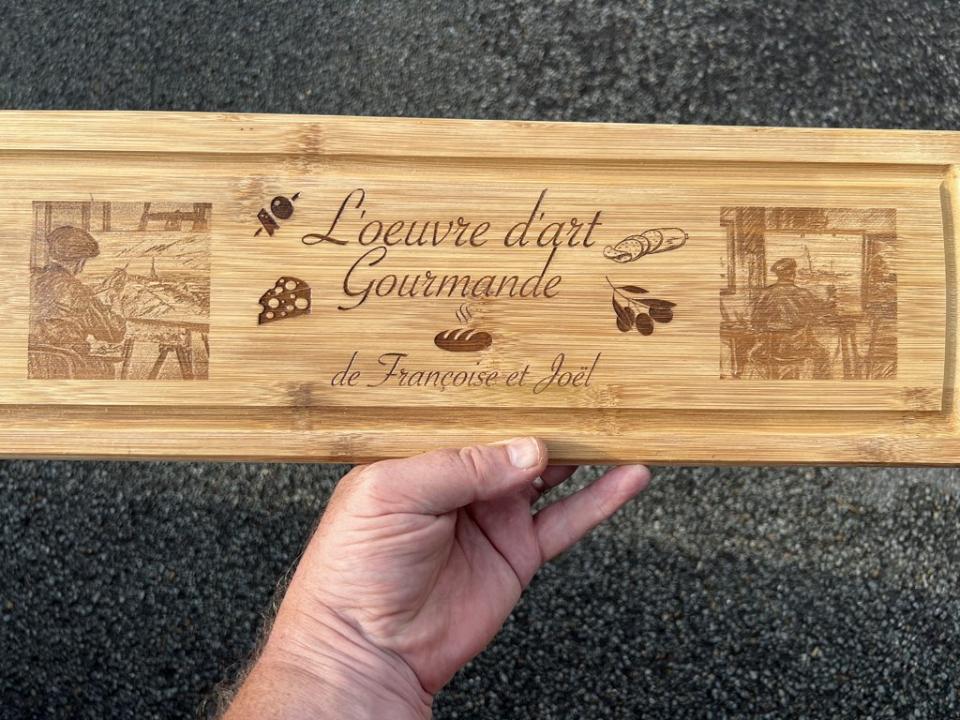 L'oeuvre d'art
Gourmande
de Françoise et Joël